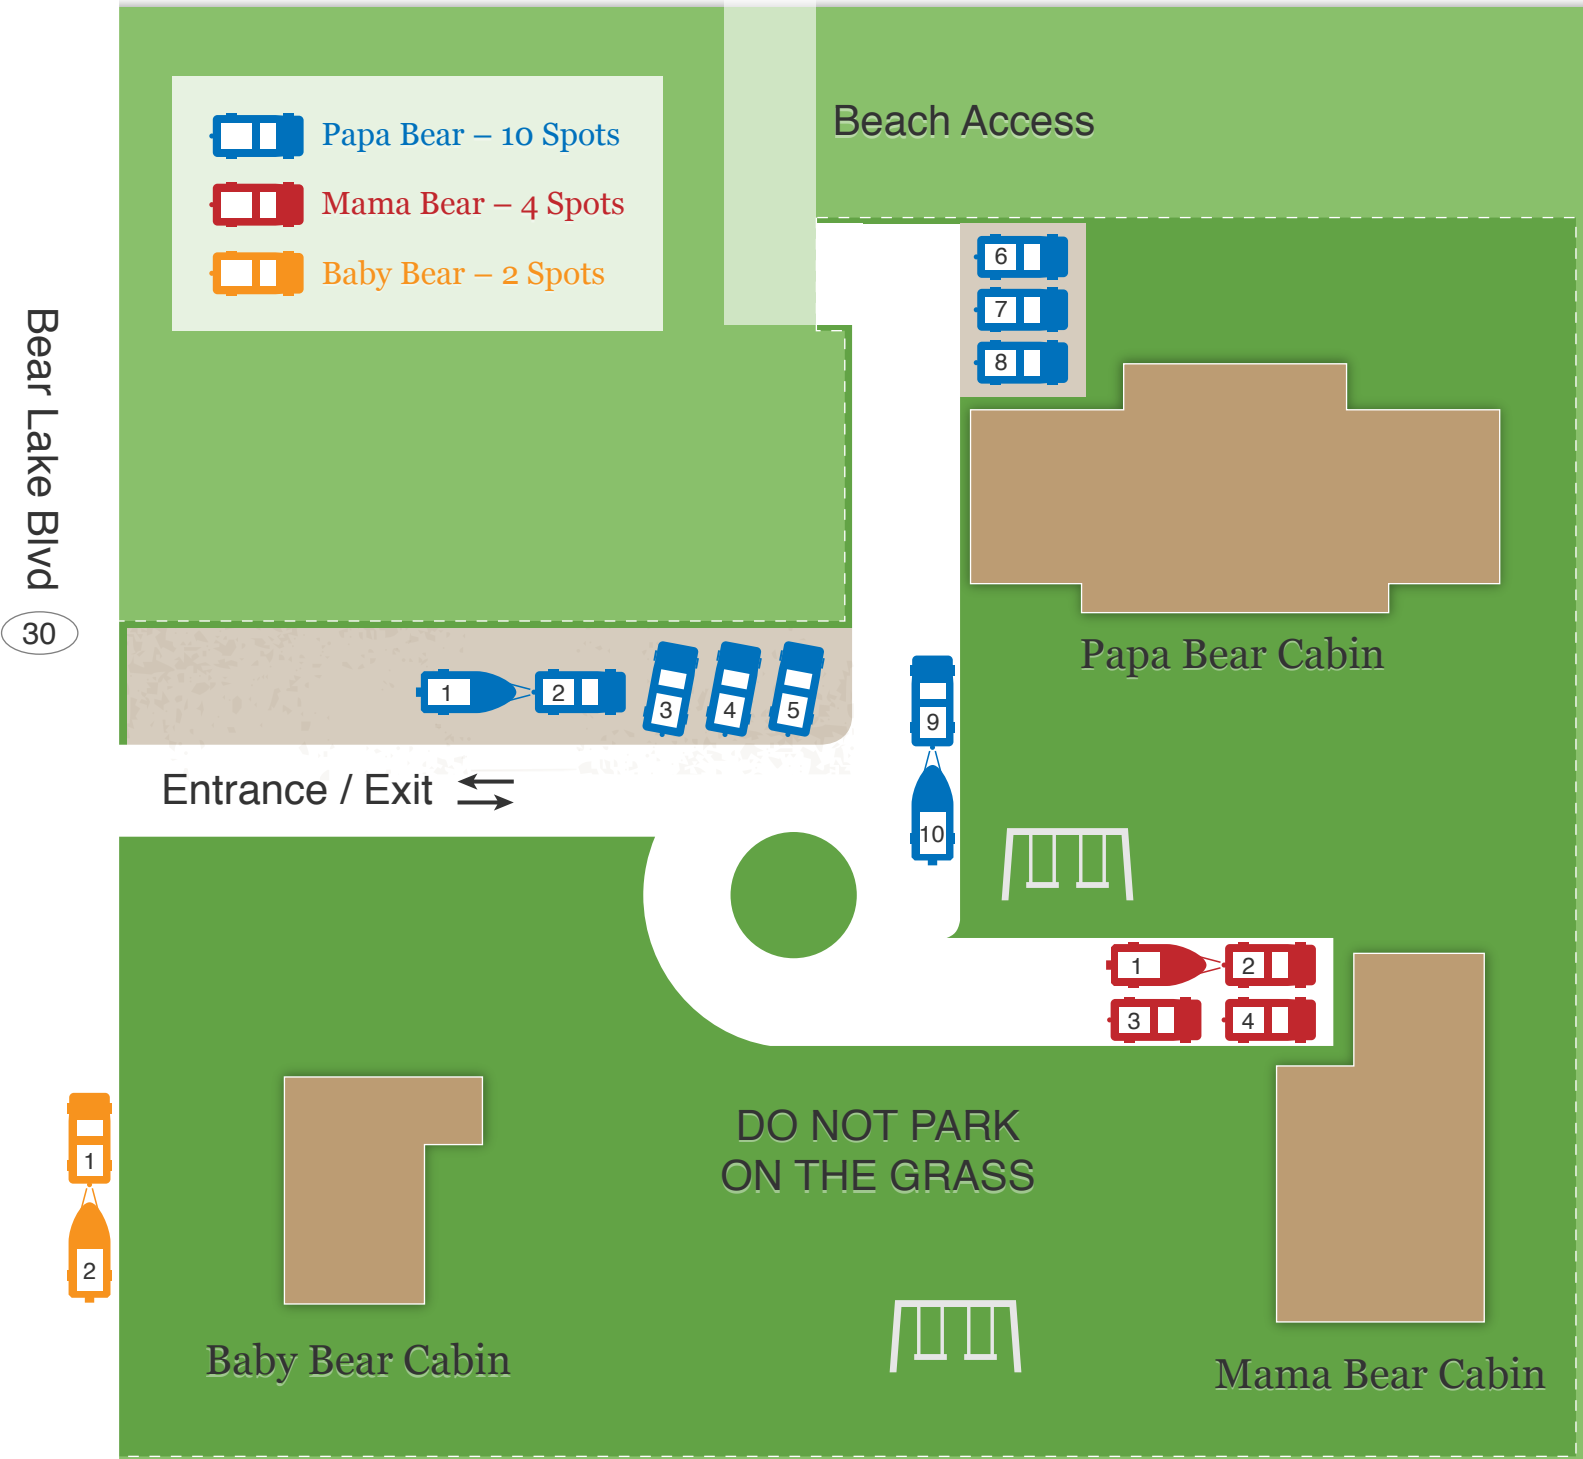 Papa Bear – 10 Spots
Mama Bear – 4 Spots
Baby Bear – 2 Spots
Beach Access
Bear Lake Blvd
30
6
7
8
Papa Bear Cabin
1 2 3 4 5
9
10
Entrance / Exit
1 2
3 4
DO NOT PARK
ON THE GRASS
1
2
Baby Bear Cabin
Mama Bear Cabin